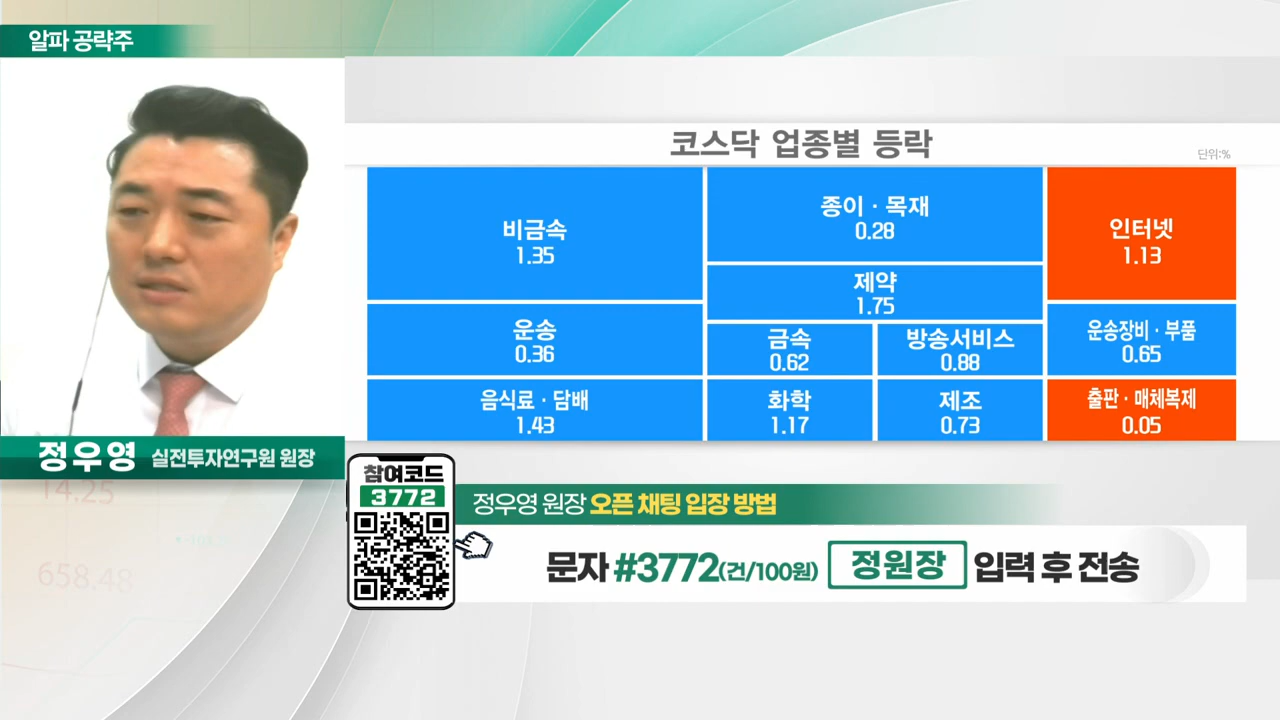 알파 공략주
코스닥 업종별 등락
단위:%
비금속
1.35
종이 · 목재
0.28
인터넷
1.13
제약
1.75
운송
0.36
금속
0.62
방송서비스
0.88
운송장비 · 부품
0.65
음식료 · 담배
1.43
화학
1.17
제조
0.73
출판 · 매체복제
0.05
정우영 실전투자연구원 원장
14.25
658.48
참여코드
3772
정우영 원장 오픈 채팅 입장 방법
문자 #3772(건/100원) 정원장 입력 후 전송